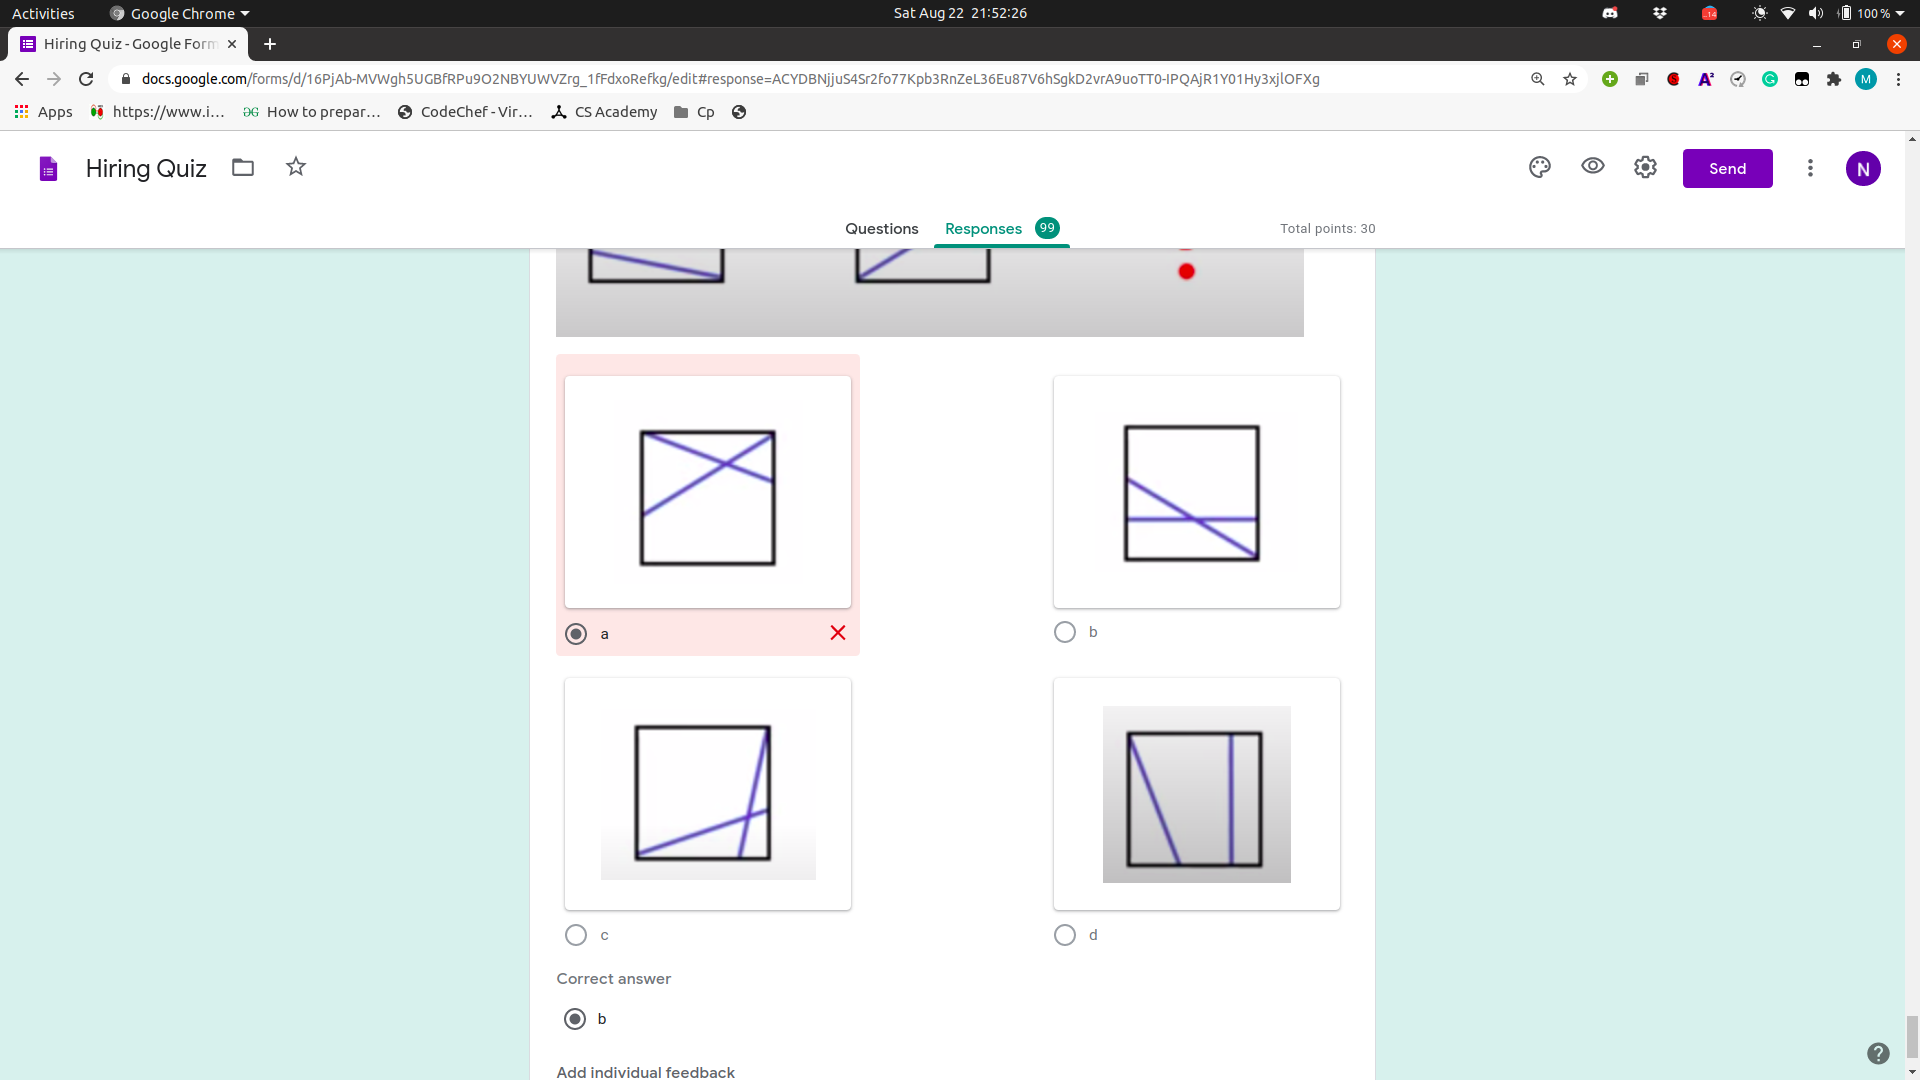 Activities Google Chrome Sat Aug 22 21:52:26 100 %
Hiring Quiz - Google Form
docs.google.com/forms/d/16PjAb-MVWgh5UGBfRPu9O2NBYUWVZrg_1fFdxoRefkg/edit#response=ACYDBNjjuS4Sr2fo77Kpb3RnZeL36Eu87V6hSgkD2vrA9uoTT0-IPQAjR1Y01Hy3xjlOFXg M
Apps https://www.i... How to prepar... CodeChef - Vir... CS Academy Cp
Hiring Quiz Send N
Questions Responses 99 Total points: 30
a b
c d
Correct answer
b
Add individual feedback